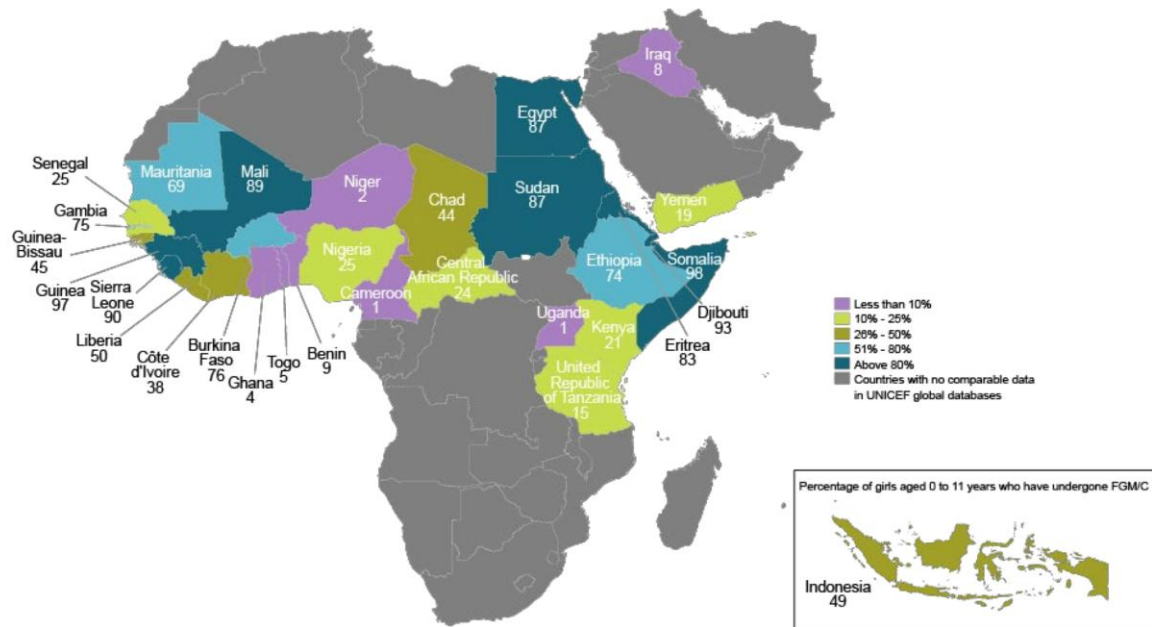 Iraq
8
Egypt
87
Senegal
25
Mauritania
69
Mali
89
Niger
2
Chad
44
Sudan
87
Yemen
19
Gambia
75
Guinea-
Bissau
45
Guinea
97
Sierra
Leone
90
Liberia
50
Côte
d'Ivoire
38
Burkina
Faso
76
Ghana
4
Togo
5
Benin
9
Nigeria
25
Cameroon
1
Central
African Republic
24
Ethiopia
74
Somalia
98
Djibouti
93
Eritrea
83
Uganda
1
Kenya
21
United
Republic
of Tanzania
15
Less than 10%
10% - 25%
26% - 50%
51% - 80%
Above 80%
Countries with no comparable data
in UNICEF global databases
Percentage of girls aged 0 to 11 years who have undergone FGM/C
Indonesia
49